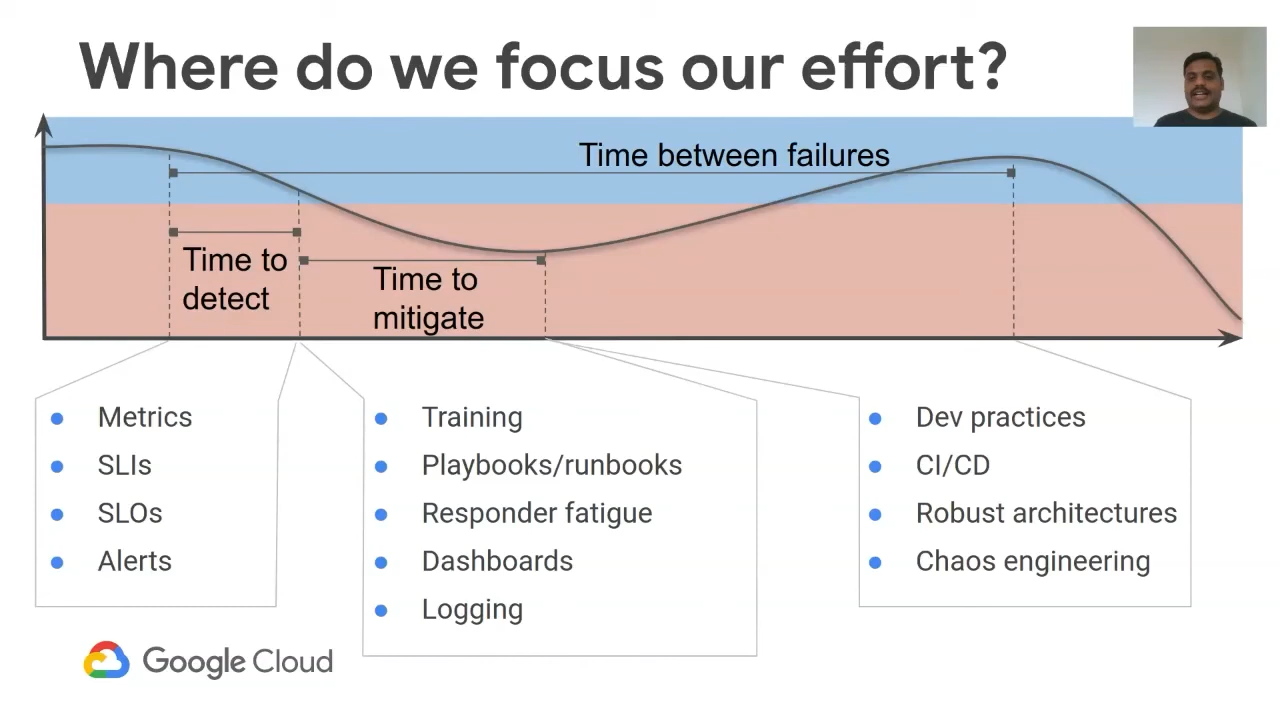 Where do we focus our effort?
Time between failures
Time to
detect
Time to
mitigate
Metrics
SLIs
SLOs
Alerts
Training
Playbooks/runbooks
Responder fatigue
Dashboards
Logging
Dev practices
CI/CD
Robust architectures
Chaos engineering
Google Cloud